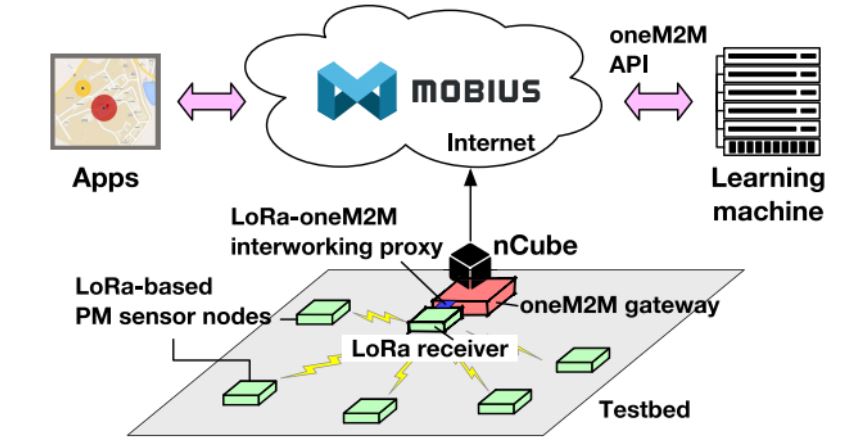 oneM2M
API
MOBIUS
Internet
Apps
Learning
machine
LoRa-oneM2M
interworking proxy
nCube
LoRa-based
PM sensor nodes
oneM2M gateway
LoRa receiver
Testbed